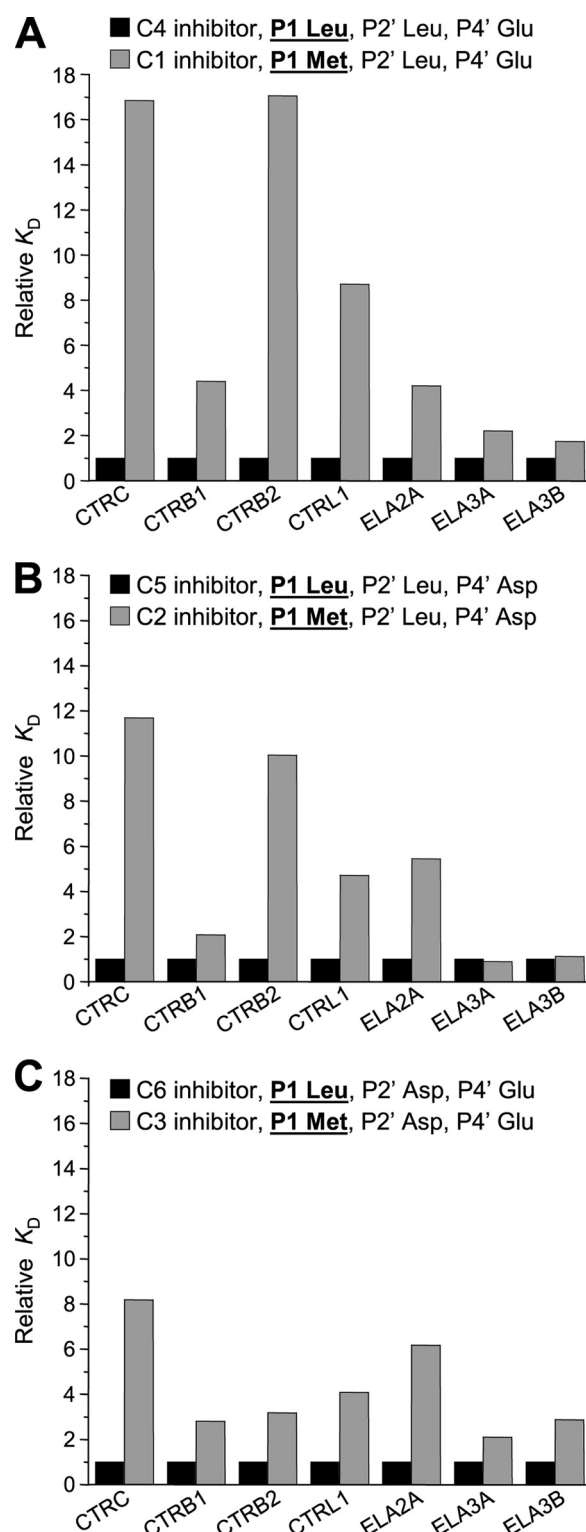 A
C4 inhibitor, P1 Leu, P2' Leu, P4' Glu
C1 inhibitor, P1 Met, P2' Leu, P4' Glu
Relative KD
18
16
14
12
10
8
6
4
2
0
CTRC
CTRB1
CTRB2
CTRL1
ELA2A
ELA3A
ELA3B
B
C5 inhibitor, P1 Leu, P2' Leu, P4' Asp
C2 inhibitor, P1 Met, P2' Leu, P4' Asp
Relative KD
18
16
14
12
10
8
6
4
2
0
CTRC
CTRB1
CTRB2
CTRL1
ELA2A
ELA3A
ELA3B
C
C6 inhibitor, P1 Leu, P2' Asp, P4' Glu
C3 inhibitor, P1 Met, P2' Asp, P4' Glu
Relative KD
18
16
14
12
10
8
6
4
2
0
CTRC
CTRB1
CTRB2
CTRL1
ELA2A
ELA3A
ELA3B